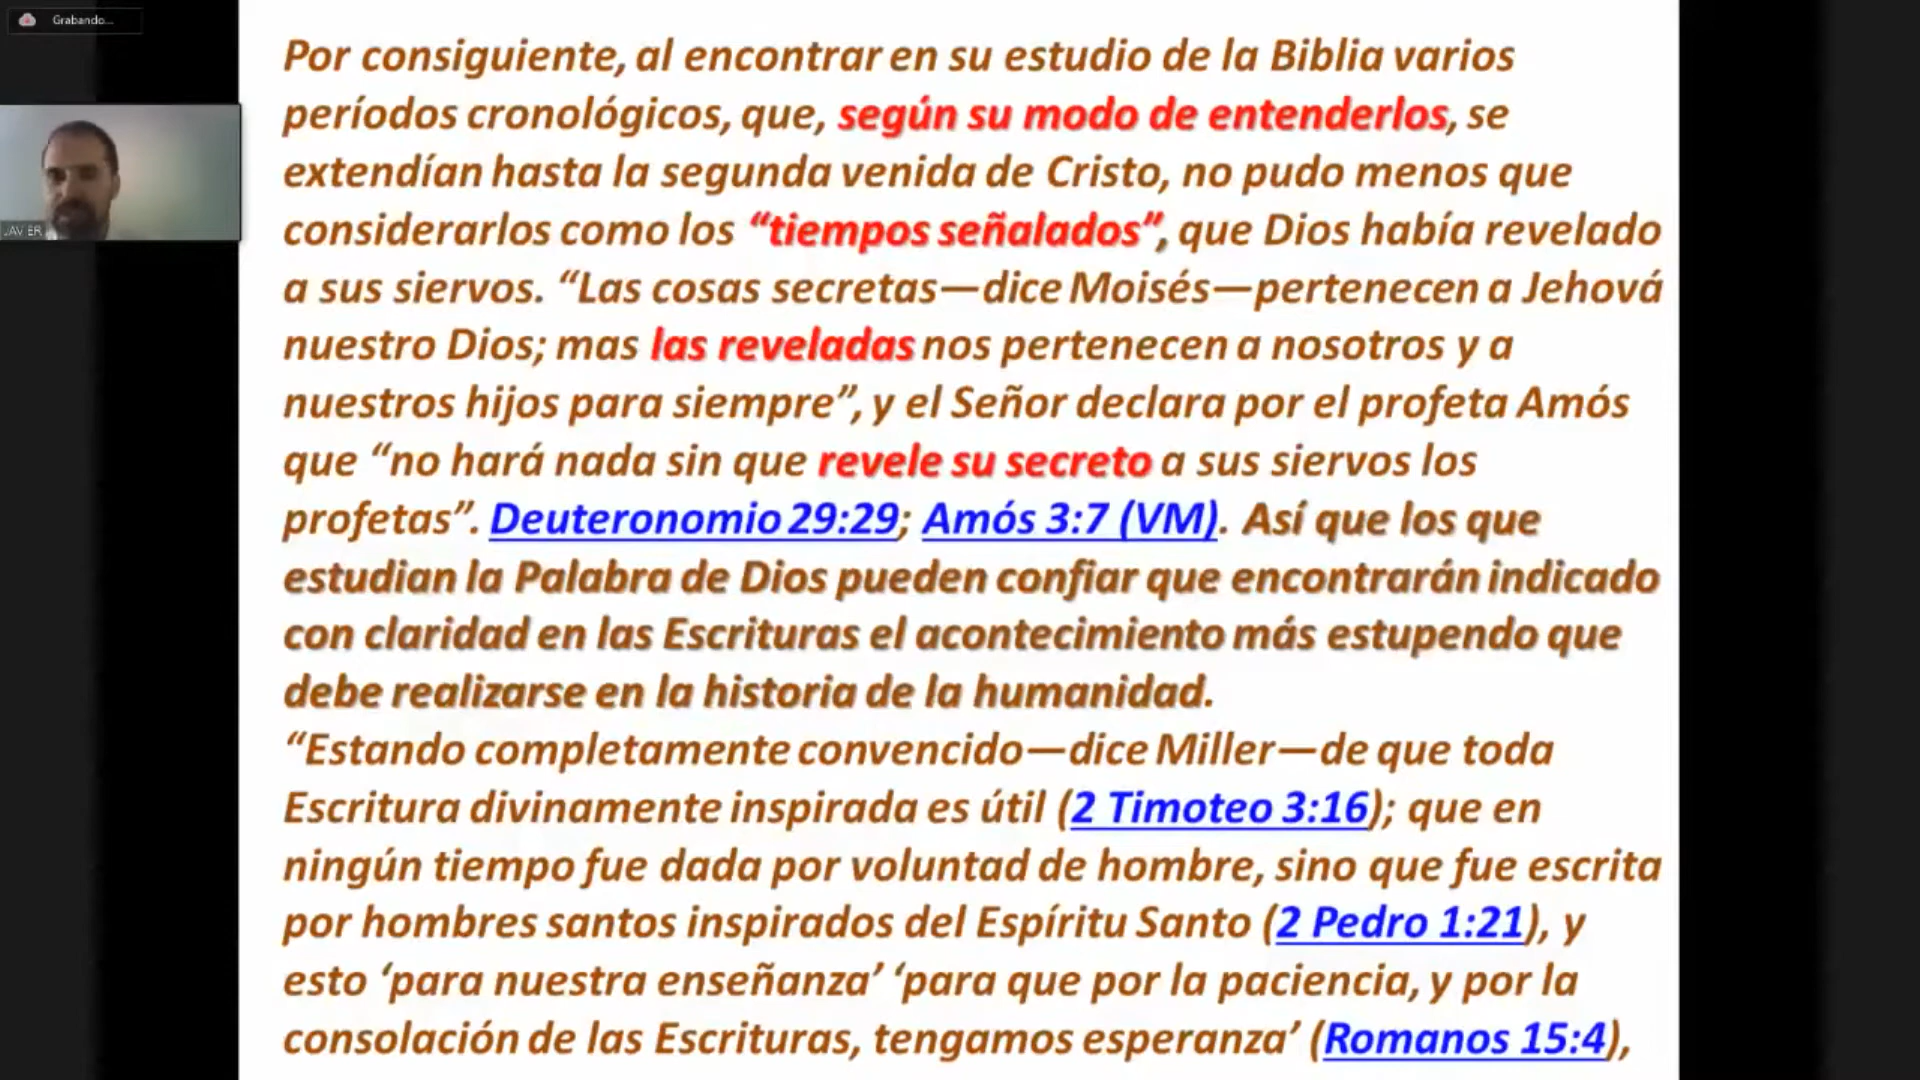 Grabando...
JAVIER
Por consiguiente, al encontrar en su estudio de la Biblia varios
períodos cronológicos, que, según su modo de entenderlos, se
extendían hasta la segunda venida de Cristo, no pudo menos que
considerarlos como los “tiempos señalados”, que Dios había revelado
a sus siervos. “Las cosas secretas—dice Moisés—pertenecen a Jehová
nuestro Dios; mas las reveladas nos pertenecen a nosotros y a
nuestros hijos para siempre”, y el Señor declara por el profeta Amós
que “no hará nada sin que revele su secreto a sus siervos los
profetas”. Deuteronomio 29:29; Amós 3:7 (VM). Así que los que
estudian la Palabra de Dios pueden confiar que encontrarán indicado
con claridad en las Escrituras el acontecimiento más estupendo que
debe realizarse en la historia de la humanidad.
“Estando completamente convencido—dice Miller—de que toda
Escritura divinamente inspirada es útil (2 Timoteo 3:16); que en
ningún tiempo fue dada por voluntad de hombre, sino que fue escrita
por hombres santos inspirados del Espíritu Santo (2 Pedro 1:21), y
esto ‘para nuestra enseñanza’ ‘para que por la paciencia, y por la
consolación de las Escrituras, tengamos esperanza’ (Romanos 15:4),